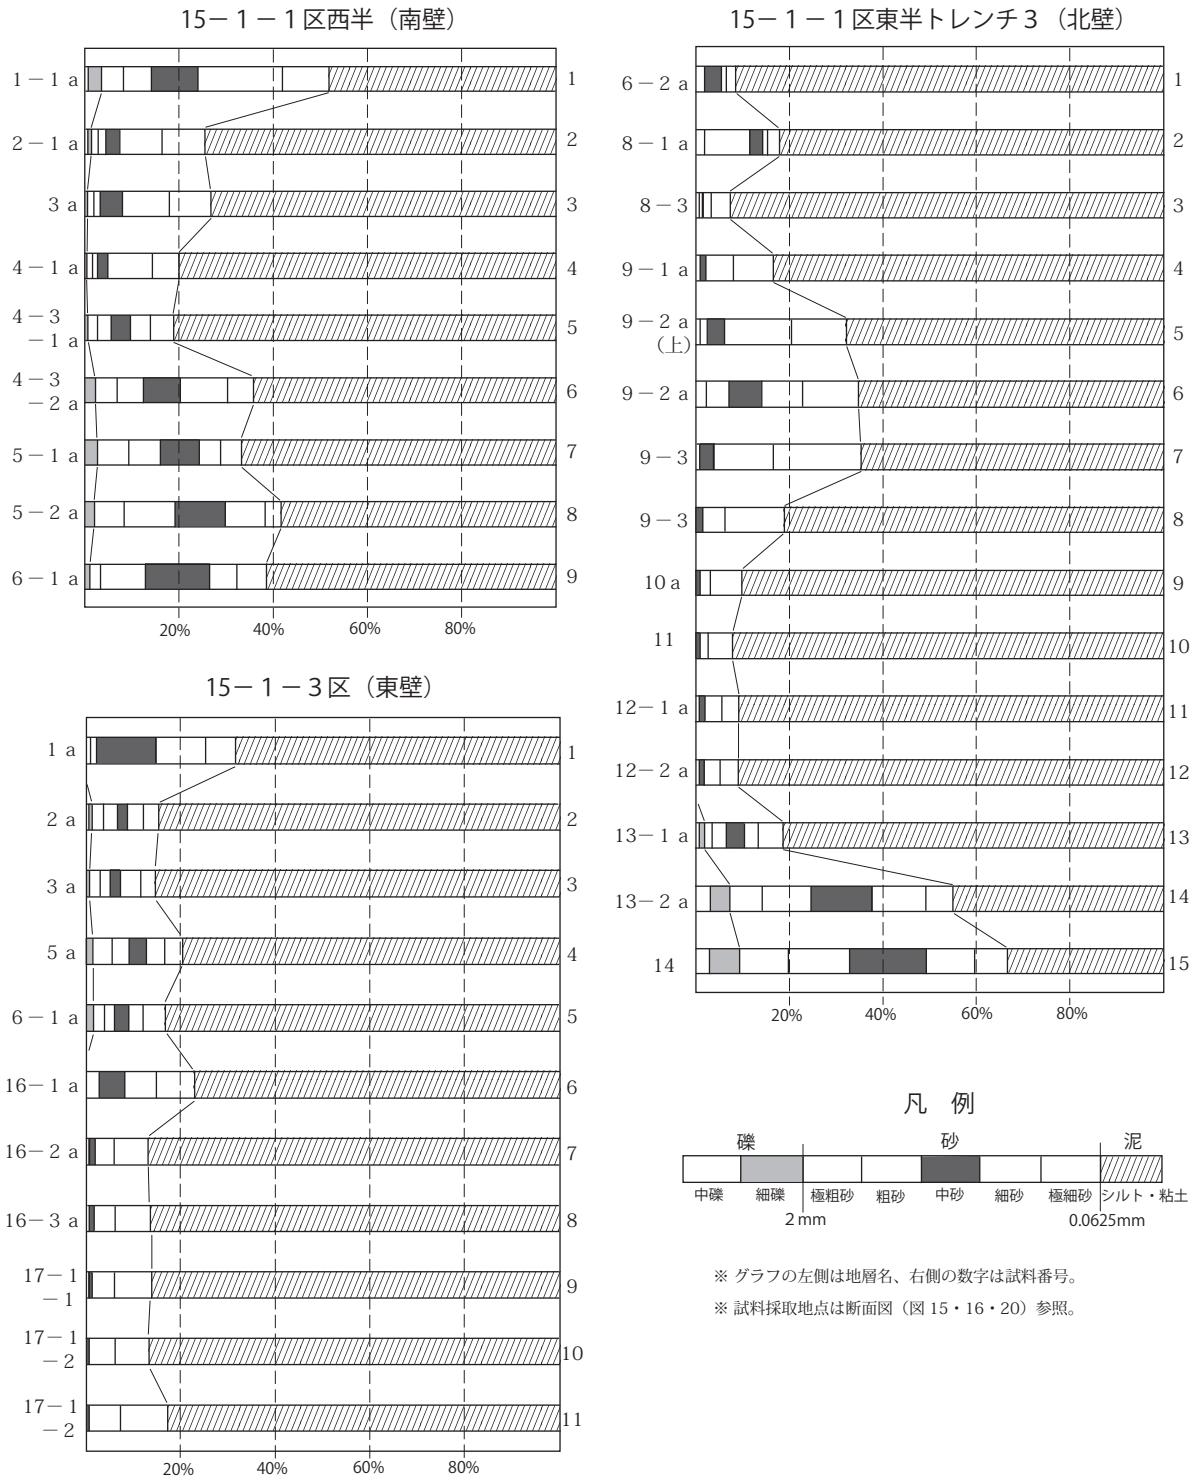 15－１－１区西半（南壁）
1－1 a 1
2－1 a 2
3 a 3
4－1 a 4
4－3
－1 a 5
4－3
－2 a 6
5－1 a 7
5－2 a 8
6－1 a 9
20% 40% 60% 80%
15－１－３区（東壁）
1 a 1
2 a 2
3 a 3
5 a 4
6－1 a 5
16－1 a 6
16－2 a 7
16－3 a 8
17－1
－1 9
17－1
－2 10
17－1
－2 11
20% 40% 60% 80%
15－１－１区東半トレンチ３（北壁）
6－2 a 1
8－1 a 2
8－3 3
9－1 a 4
9－2 a
（上） 5
9－2 a 6
9－3 7
9－3 8
10 a 9
11 10
12－1 a 11
12－2 a 12
13－1 a 13
13－2 a 14
14 15
20% 40% 60% 80%
凡　例
礫 砂 泥
中礫 細礫 極粗砂 粗砂 中砂 細砂 極細砂 シルト・粘土
2 mm 0.0625mm
※ グラフの左側は地層名、右側の数字は試料番号。
※ 試料採取地点は断面図（図 15・16・20）参照。